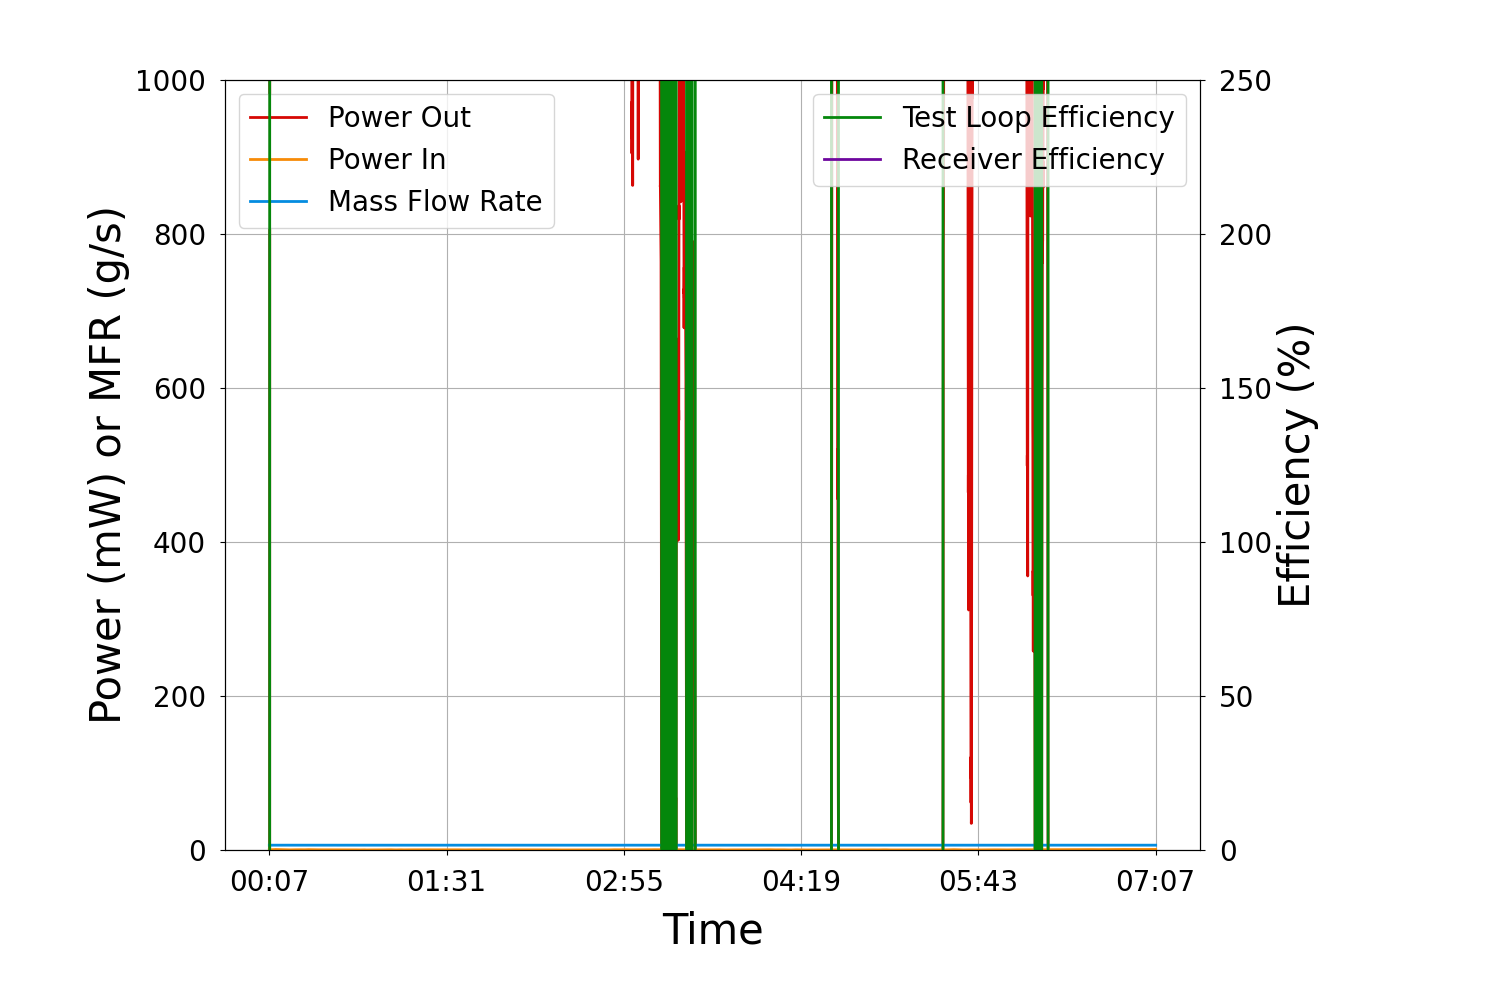 1000
800
600
400
200
0
Power (mW) or MFR (g/s)
Power Out
Power In
Mass Flow Rate
Test Loop Efficiency
Receiver Efficiency
250
200
150
100
50
0
Efficiency (%)
00:07 01:31 02:55 04:19 05:43 07:07
Time